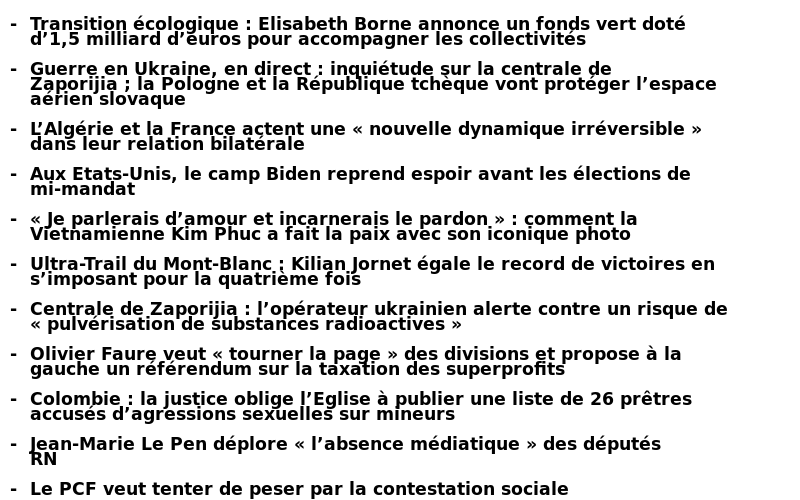 - Transition écologique : Elisabeth Borne annonce un fonds vert doté
d’1,5 milliard d’euros pour accompagner les collectivités
- Guerre en Ukraine, en direct : inquiétude sur la centrale de
Zaporijia ; la Pologne et la République tchèque vont protéger l’espace
aérien slovaque
- L’Algérie et la France actent une « nouvelle dynamique irréversible »
dans leur relation bilatérale
- Aux Etats-Unis, le camp Biden reprend espoir avant les élections de
mi-mandat
- « Je parlerais d’amour et incarnerais le pardon » : comment la
Vietnamienne Kim Phuc a fait la paix avec son iconique photo
- Ultra-Trail du Mont-Blanc : Kilian Jornet égale le record de victoires en
s’imposant pour la quatrième fois
- Centrale de Zaporijia : l’opérateur ukrainien alerte contre un risque de
« pulvérisation de substances radioactives »
- Olivier Faure veut « tourner la page » des divisions et propose à la
gauche un référendum sur la taxation des superprofits
- Colombie : la justice oblige l’Eglise à publier une liste de 26 prêtres
accusés d’agressions sexuelles sur mineurs
- Jean-Marie Le Pen déplore « l’absence médiatique » des députés
RN
- Le PCF veut tenter de peser par la contestation sociale